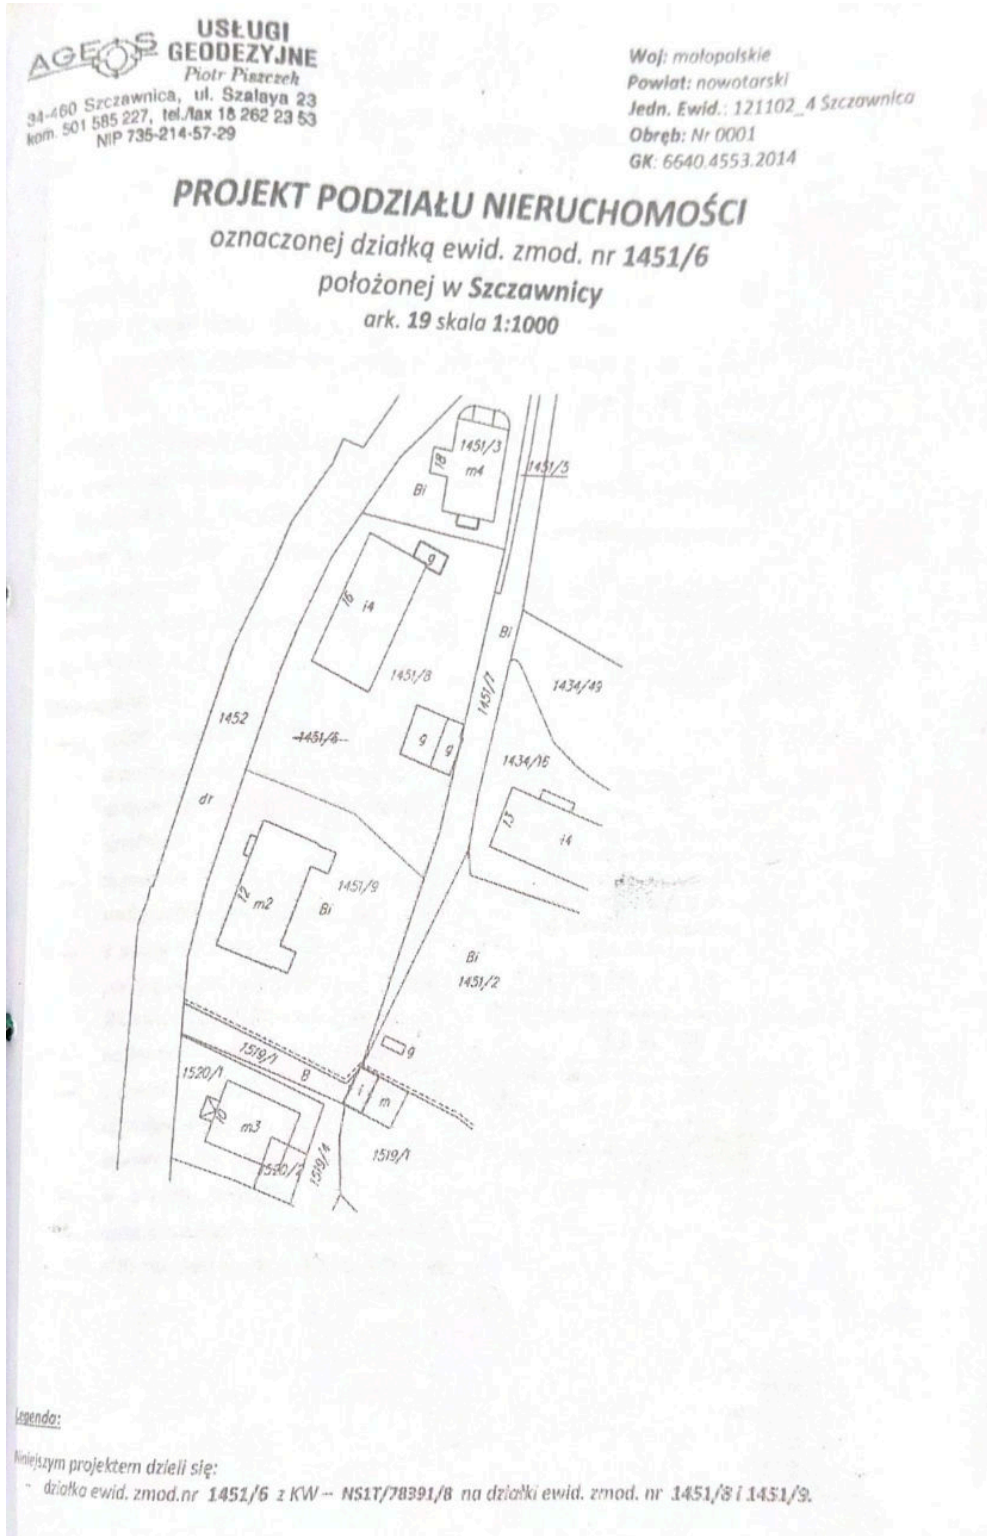 AGEOS
USŁUGI
GEODEZYJNE
Piotr Piszczek
34-460 Szczawnica, ul. Szalaya 23
kom. 501 585 227, tel./fax 18 262 23 53
NIP 735-214-57-29
Woj: małopolskie
Powiat: nowotarski
Jedn. Ewid.: 121102_4 Szczawnica
Obręb: Nr 0001
GK: 6640.4553.2014
PROJEKT PODZIAŁU NIERUCHOMOŚCI
oznaczonej działką ewid. zmod. nr 1451/6
położonej w Szczawnicy
ark. 19 skala 1:1000
1451/3
18
m4
1451/5
Bi
g
16
i4
Bi
1451/8
1434/49
1451/7
1452
1451/6
g
g
1434/16
dr
13
i4
1451/9
12
m2
Bi
Bi
1451/2
g
1519/1
B
1520/1
i
m
10
m3
1520/2
1519/4
1519/1
Legenda:
Niniejszym projektem dzieli się:
- działka ewid. zmod.nr 1451/6 z KW – NS1T/78391/8 na działki ewid. zmod. nr 1451/8 i 1451/9.